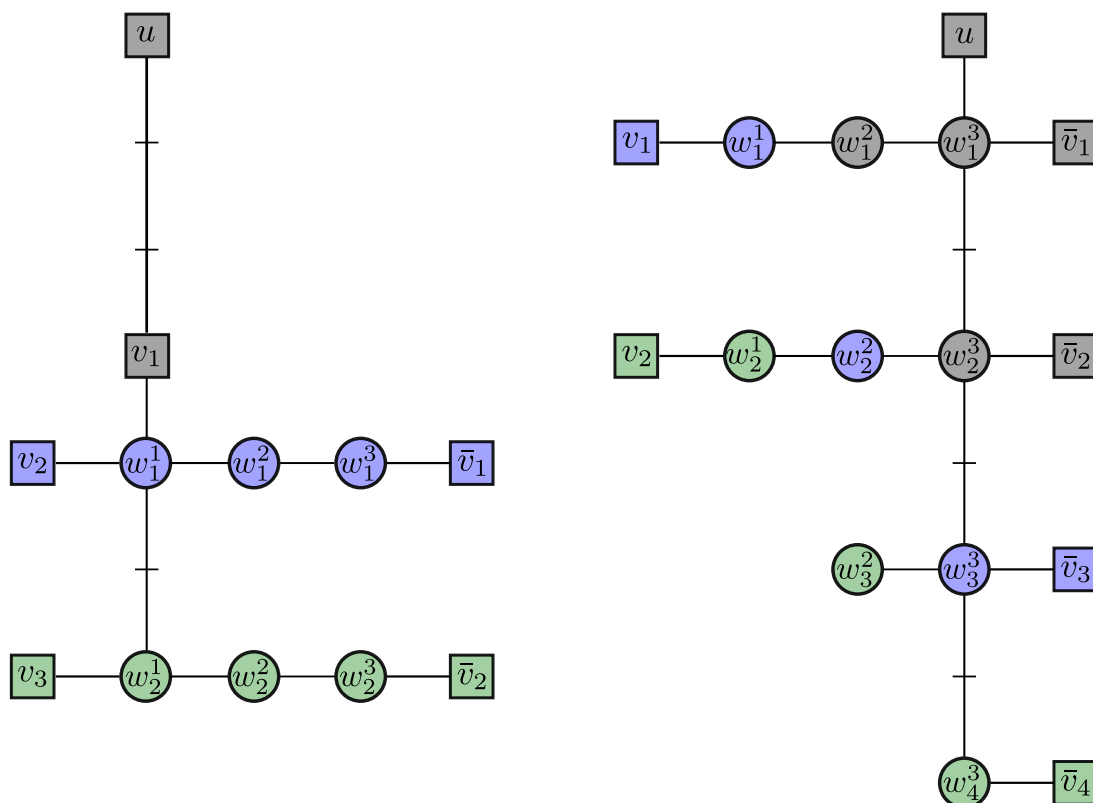 u
v₁
v₂ w₁¹ w₁² w₁³ v̄₁
v₃ w₂¹ w₂² w₂³ v̄₂
u
v₁ w₁¹ w₁² w₁³ v̄₁
v₂ w₂¹ w₂² w₂³ v̄₂
w₃² w₃³ v̄₃
w₄³ v̄₄